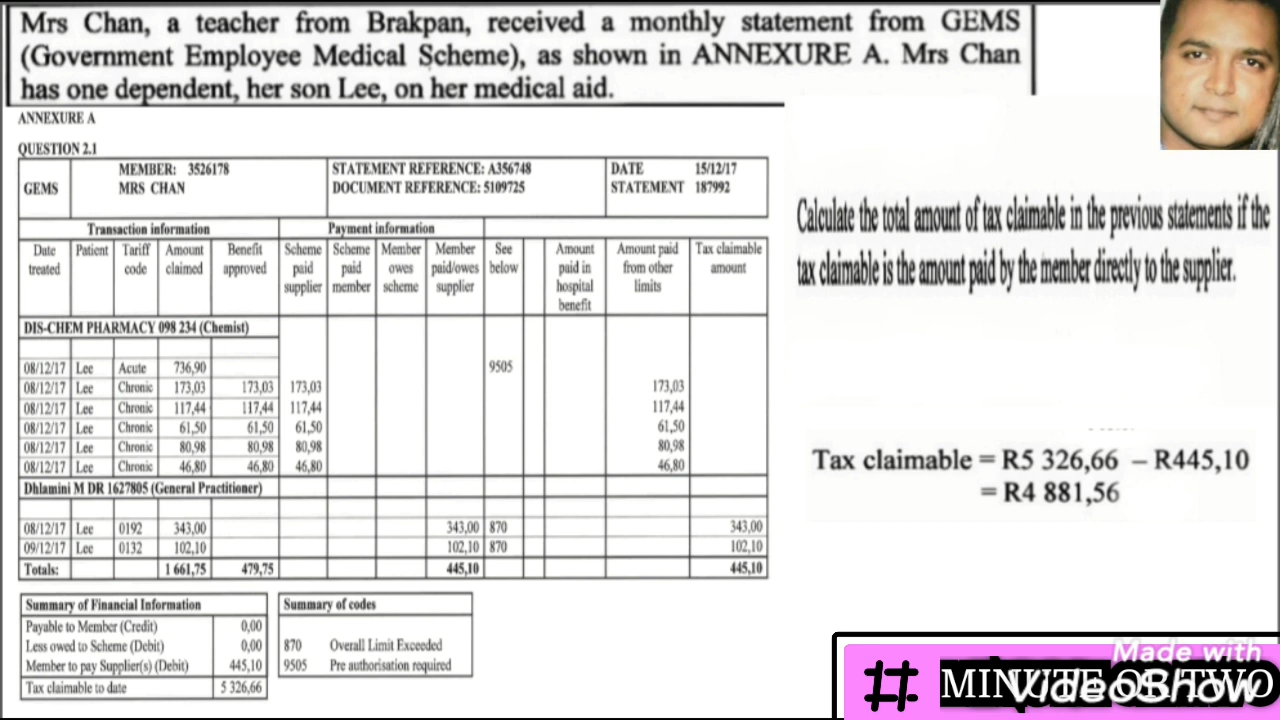 Mrs Chan, a teacher from Brakpan, received a monthly statement from GEMS
(Government Employee Medical Scheme), as shown in ANNEXURE A. Mrs Chan
has one dependent, her son Lee, on her medical aid.
ANNEXURE A
QUESTION 2.1
GEMS
MEMBER: 3526178
MRS CHAN
STATEMENT REFERENCE: A356748
DOCUMENT REFERENCE: 5109725
DATE 15/12/17
STATEMENT 187992
Transaction information Payment information
Date treated Patient Tariff code Amount claimed Benefit approved Scheme paid supplier Scheme paid member Member owes scheme Member paid/owes supplier See below Amount paid in hospital benefit Amount paid from other limits Tax claimable amount
DIS-CHEM PHARMACY 098 234 (Chemist)
08/12/17 Lee Acute 736,90 9505
08/12/17 Lee Chronic 173,03 173,03 173,03 173,03
08/12/17 Lee Chronic 117,44 117,44 117,44 117,44
08/12/17 Lee Chronic 61,50 61,50 61,50 61,50
08/12/17 Lee Chronic 80,98 80,98 80,98 80,98
08/12/17 Lee Chronic 46,80 46,80 46,80 46,80
Dhlamini M DR 1627805 (General Practitioner)
08/12/17 Lee 0192 343,00 343,00 870 343,00
09/12/17 Lee 0132 102,10 102,10 870 102,10
Totals: 1 661,75 479,75 445,10 445,10
Summary of Financial Information
Payable to Member (Credit) 0,00
Less owed to Scheme (Debit) 0,00
Member to pay Supplier(s) (Debit) 445,10
Tax claimable to date 5 326,66
Summary of codes
870 Overall Limit Exceeded
9505 Pre authorisation required
Calculate the total amount of tax claimable in the previous statements if the
tax claimable is the amount paid by the member directly to the supplier.
Tax claimable = R5 326,66 – R445,10
= R4 881,56
Made with
VideoShow
# MINUTE OR TWO